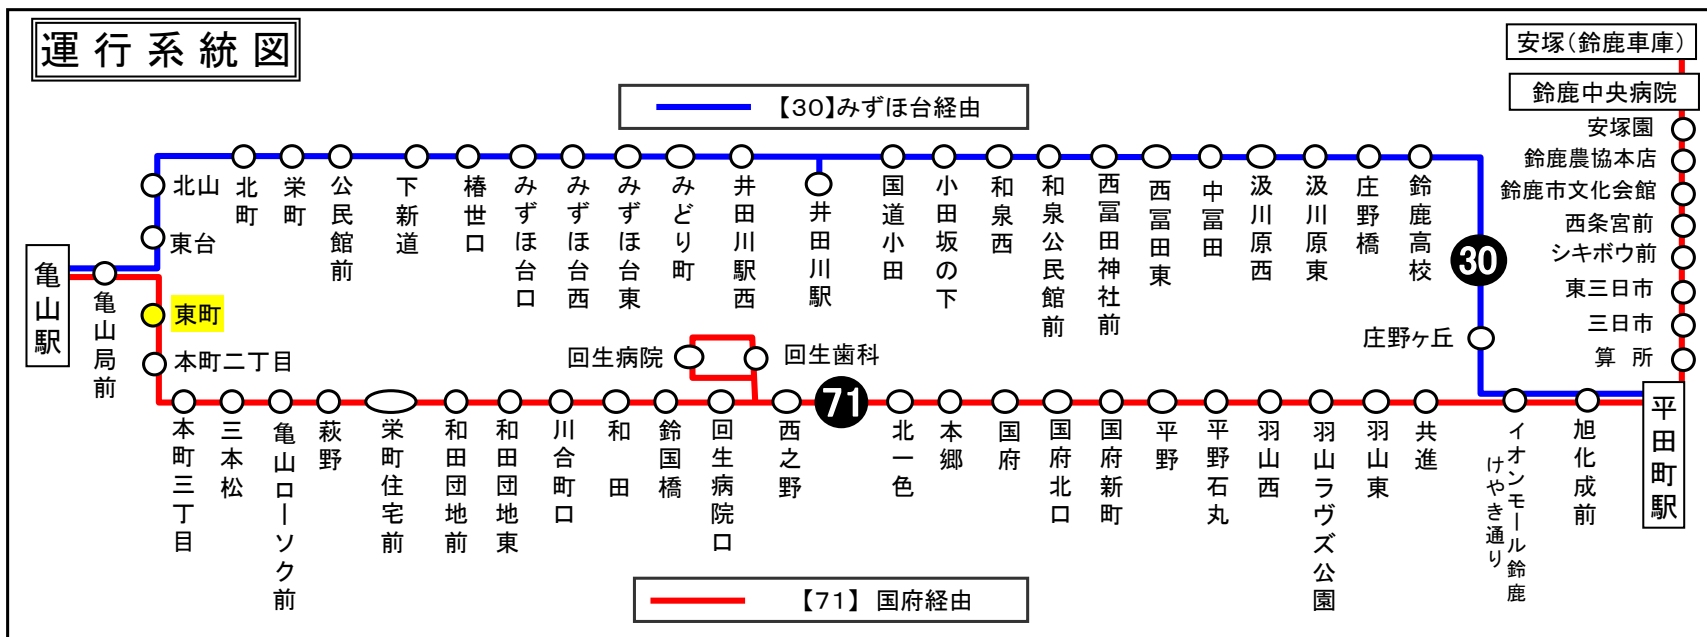 運行系統図
安塚（鈴鹿車庫）
鈴鹿中央病院
【30】みずほ台経由
安塚園
鈴鹿農協本店
鈴鹿市文化会館
西条宮前
シキボウ前
東三日市
三日市
算所
平田町駅
亀山駅
亀山局前
東台
北山
北町
栄町
公民館前
下新道
椿世口
みずほ台口
みずほ台西
みずほ台東
みどり町
井田川駅西
井田川駅
国道小田
小田坂の下
和泉西
和泉公民館前
西冨田神社前
西冨田東
中冨田
汲川原西
汲川原東
庄野橋
鈴鹿高校
30
庄野ヶ丘
東町
本町二丁目
本町三丁目
三本松
亀山ローソク前
萩野
栄町住宅前
和田団地前
和田団地東
川合町口
和田
鈴国橋
回生病院口
回生病院
回生歯科
西之野
71
北一色
本郷
国府
国府北口
国府新町
平野
平野石丸
羽山西
羽山ラヴズ公園
羽山東
共進
イオンモール鈴鹿
けやき通り
旭化成前
【71】 国府経由